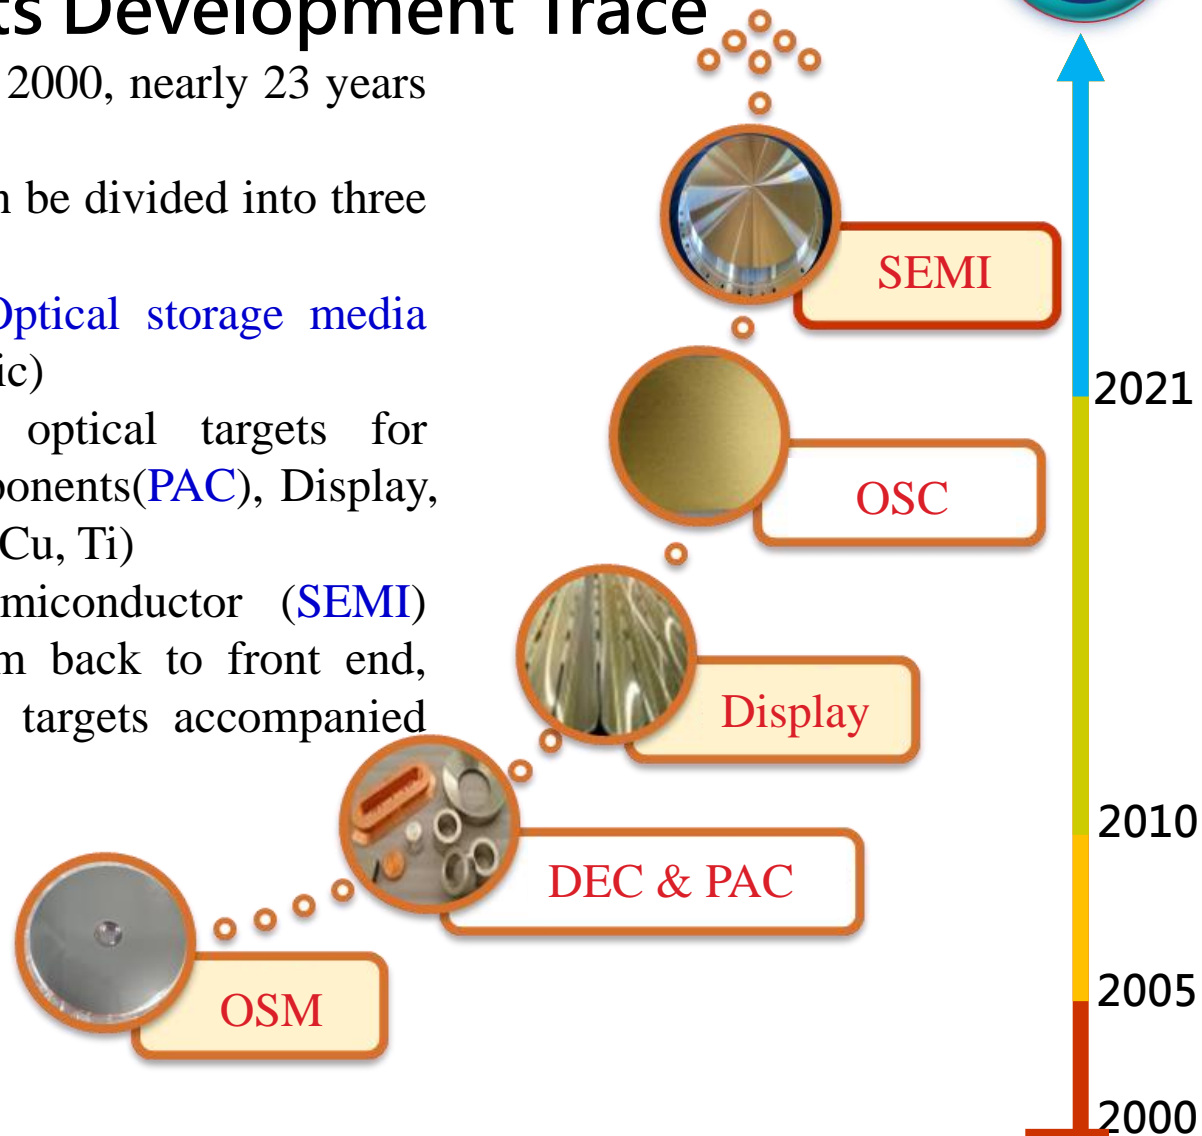 ts Development Trace
2000, nearly 23 years
n be divided into three
Optical storage media
ic)
optical targets for
ponents(PAC), Display,
Cu, Ti)
miconductor (SEMI)
m back to front end,
targets accompanied
SEMI
2021
OSC
Display
2010
DEC & PAC
2005
OSM
2000